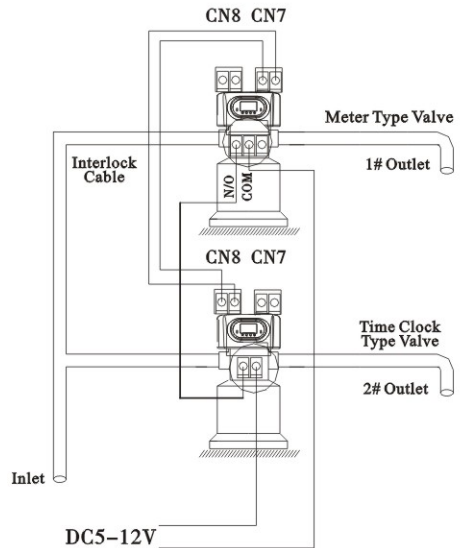 CN8 CN7
Meter Type Valve
Interlock
Cable
1# Outlet
N/O
COM
CN8 CN7
Time Clock
Type Valve
2# Outlet
Inlet
DC5-12V